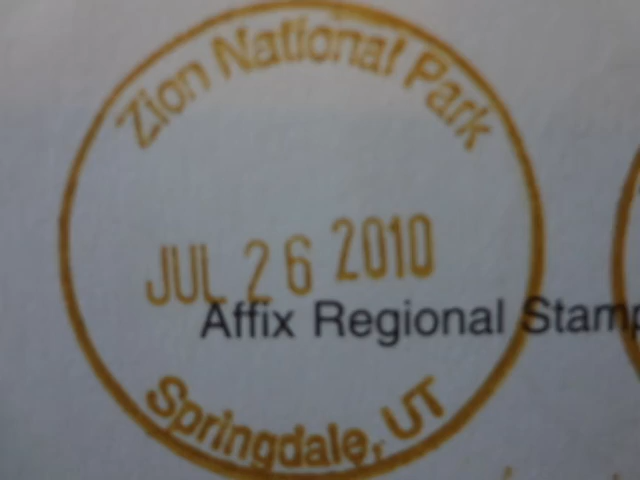 Zion National Park
JUL 26 2010
Affix Regional Stamp
Springdale, UT